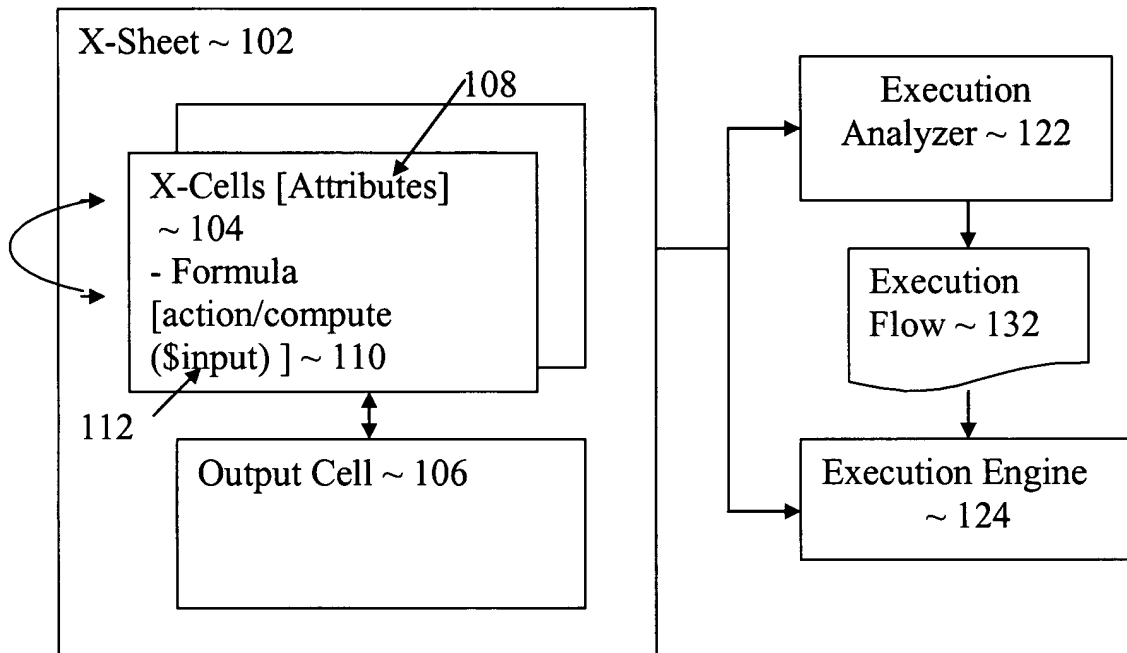 X-Sheet ~ 102
108
X-Cells [Attributes]
~ 104
- Formula
[action/compute
($input) ] ~ 110
112
Output Cell ~ 106
Execution
Analyzer ~ 122
Execution
Flow ~ 132
Execution Engine
~ 124